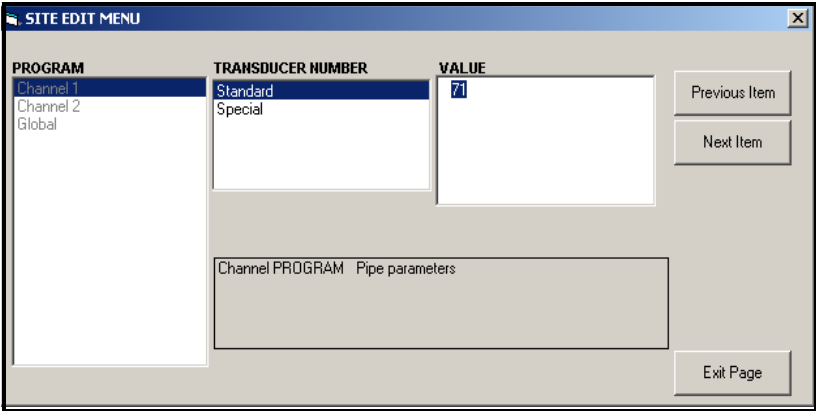 SITE EDIT MENU
PROGRAM
Channel 1
Channel 2
Global
TRANSDUCER NUMBER
Standard
Special
VALUE
71
Previous Item
Next Item
Channel PROGRAM   Pipe parameters
Exit Page